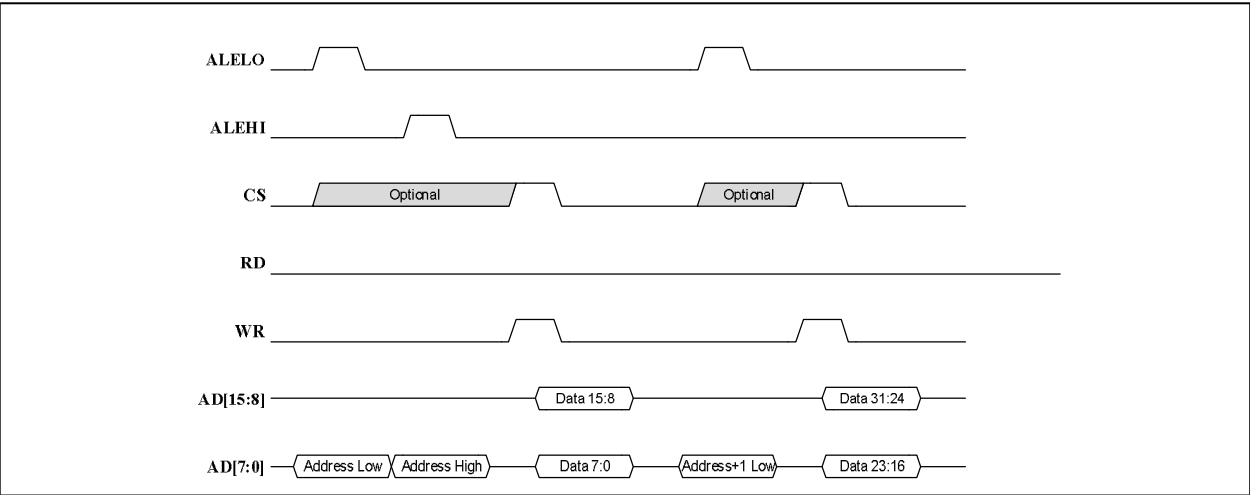 ALELO
ALEHI
CS Optional Optional
RD
WR
AD[15:8] Data 15:8 Data 31:24
AD[7:0] Address Low Address High Data 7:0 Address+1 Low Data 23:16